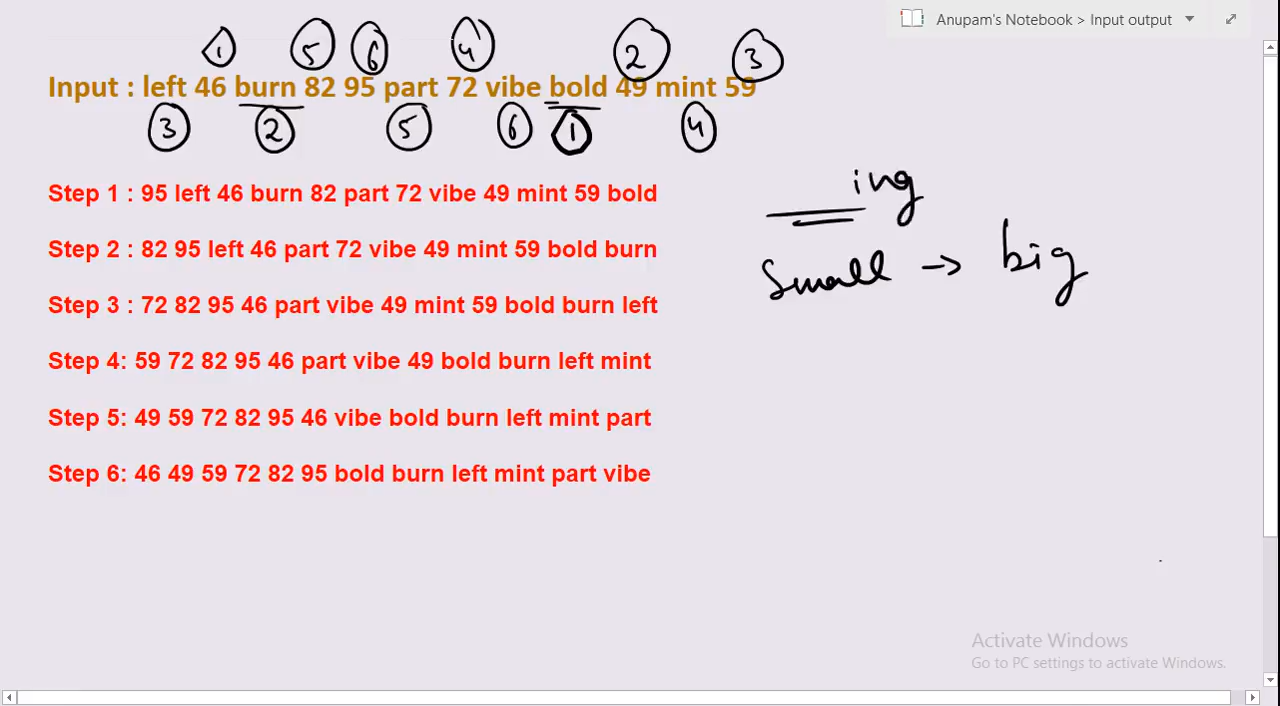 Anupam's Notebook > Input output
1 5 6 4 2 3
Input : left 46 burn 82 95 part 72 vibe bold 49 mint 59
3 2 5 6 1 4
Step 1 : 95 left 46 burn 82 part 72 vibe 49 mint 59 bold
ing
Step 2 : 82 95 left 46 part 72 vibe 49 mint 59 bold burn
Small → big
Step 3 : 72 82 95 46 part vibe 49 mint 59 bold burn left
Step 4: 59 72 82 95 46 part vibe 49 bold burn left mint
Step 5: 49 59 72 82 95 46 vibe bold burn left mint part
Step 6: 46 49 59 72 82 95 bold burn left mint part vibe
Activate Windows
Go to PC settings to activate Windows.